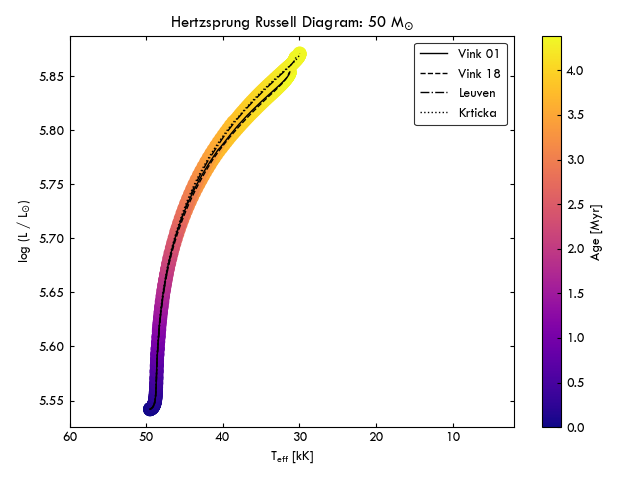 Hertzsprung Russell Diagram: 50 M⊙
Vink 01
Vink 18
Leuven
Krticka
5.85
5.80
5.75
5.70
5.65
5.60
5.55
log (L / L⊙)
60
50
40
30
20
10
T_eff [kK]
4.0
3.5
3.0
2.5
2.0
1.5
1.0
0.5
0.0
Age [Myr]